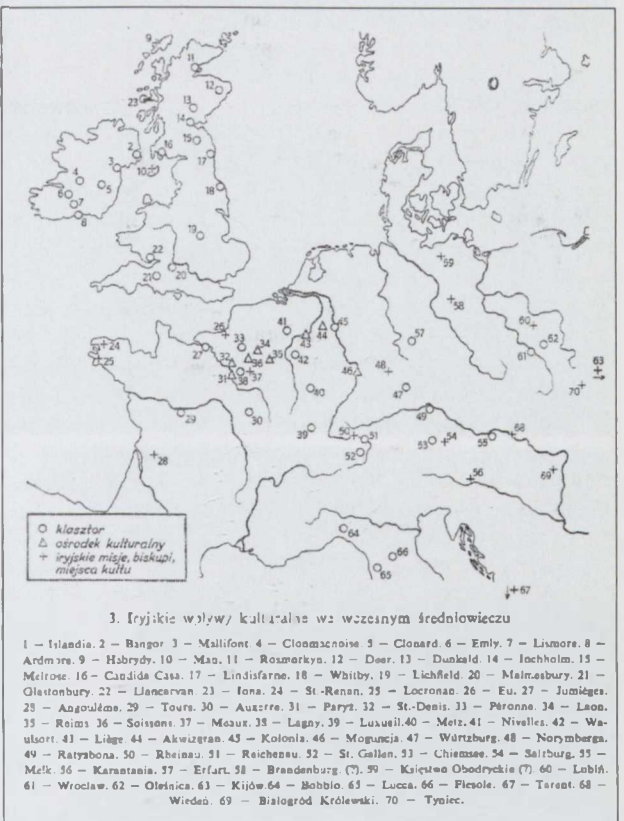 klasztor
ośrodek kulturalny
iryjskie misje, biskupi,
miejsca kultu
3. Iryjskie wpływy kulturalne we wczesnym średniowieczu
1 — Islandia. 2 — Bangor 3 — Mallifont 4 — Clonmacnoise 5 — Clonard. 6 — Emly. 7 — Lismore. 8 —
Ardmore. 9 — Habrydy. 10 — Man. 11 — Rosmarkyn. 12 — Deer. 13 — Dunkald. 14 — Inchholm. 15 —
Melrose. 16 — Candida Casa. 17 — Lindisfarne. 18 — Whitby. 19 — Lichfield. 20 — Malmesbury. 21 —
Glastonbury. 22 — Llancarvan. 23 — Iona. 24 — St.-Renan. 25 — Locronan. 26 — Eu. 27 — Jumièges.
28 — Angoulême. 29 — Tours. 30 — Auxerre. 31 — Paryż. 32 — St.-Denis. 33 — Péronne. 34 — Laon.
35 — Reims 36 — Soissons. 37 — Meaux. 38 — Lagny. 39 — Luxeuil. 40 — Metz. 41 — Nivelles. 42 — Wa-
ulsort. 43 — Liège. 44 — Akwizgran. 45 — Kolonia. 46 — Moguncja. 47 — Würtzburg. 48 — Norymberga.
49 — Ratyzbona. 50 — Rheinau. 51 — Reichenau. 52 — St. Gallen. 53 — Chiemsee. 54 — Salzburg. 55 —
Melk. 56 — Karantania. 57 — Erfurt. 58 — Brandenburg (?). 59 — Księstwo Obodryckie (?). 60 — Lubiń.
61 — Wrocław. 62 — Oleśnica. 63 — Kijów. 64 — Bobbio. 65 — Lucca. 66 — Fiesole. 67 — Tarent. 68 —
Wiedeń. 69 — Białogród Królewski. 70 — Tyniec.